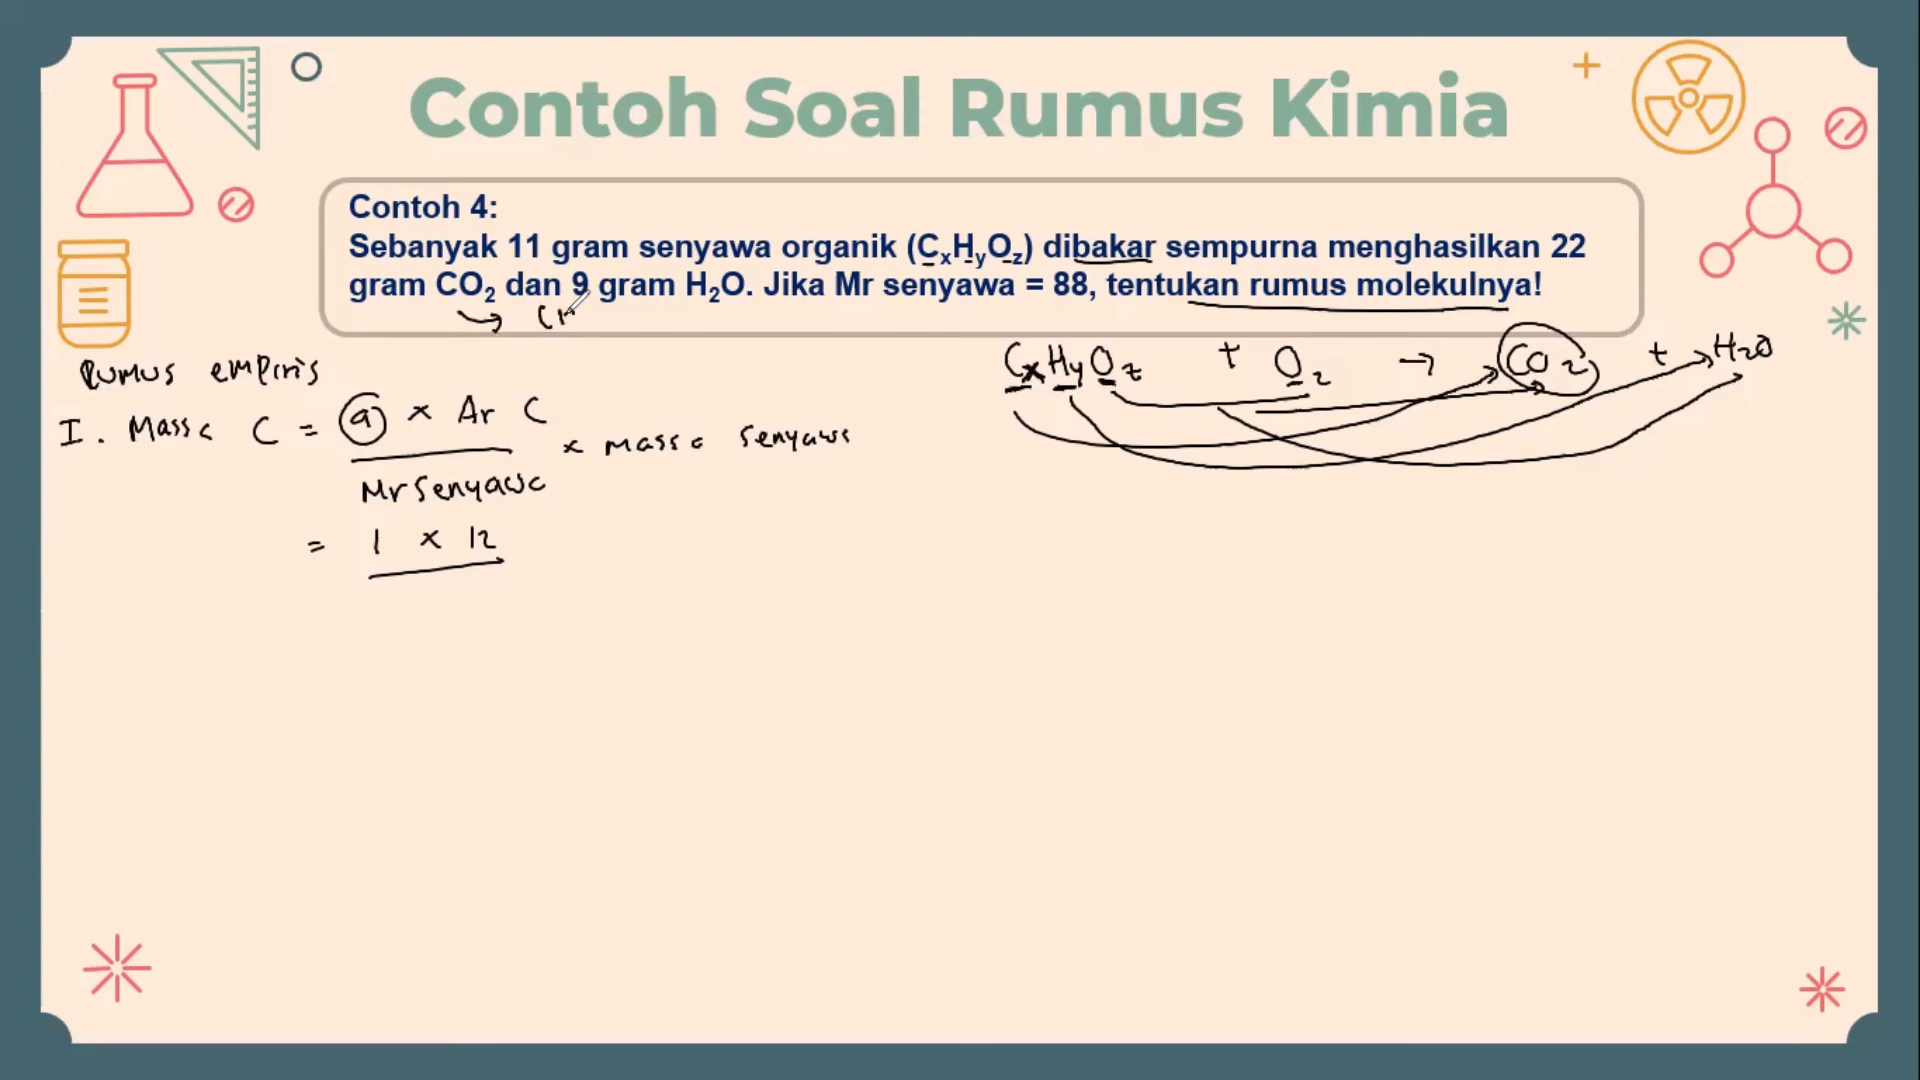 Contoh Soal Rumus Kimia
Contoh 4:
Sebanyak 11 gram senyawa organik (CₓHᵧO_z) dibakar sempurna menghasilkan 22
gram CO₂ dan 9 gram H₂O. Jika Mr senyawa = 88, tentukan rumus molekulnya!
Rumus empiris
CₓHᵧO_z + O₂ → CO₂ + H₂O
I. Massa C = a × Ar C
Mr senyawa
× massa senyawa
= 1 × 12